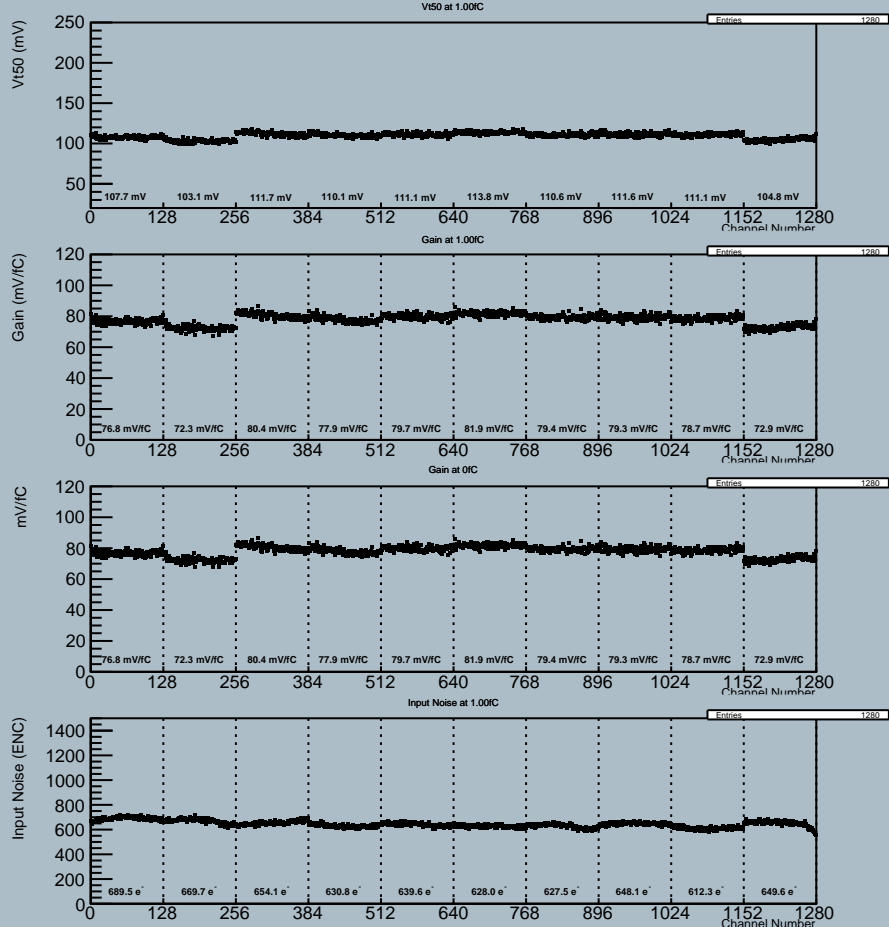 Vt50 at 1.00fC
Entries 1280
Vt50 (mV)
250
200
150
100
50
107.7 mV 103.1 mV 111.7 mV 110.1 mV 111.1 mV 113.8 mV 110.6 mV 111.6 mV 111.1 mV 104.8 mV
0 128 256 384 512 640 768 896 1024 1152 1280
Channel Number
Gain at 1.00fC
Entries 1280
Gain (mV/fC)
120
100
80
60
40
20
0
76.8 mV/fC 72.3 mV/fC 80.4 mV/fC 77.9 mV/fC 79.7 mV/fC 81.9 mV/fC 79.4 mV/fC 79.3 mV/fC 78.7 mV/fC 72.9 mV/fC
0 128 256 384 512 640 768 896 1024 1152 1280
Channel Number
Gain at 0fC
Entries 1280
mV/fC
120
100
80
60
40
20
0
76.8 mV/fC 72.3 mV/fC 80.4 mV/fC 77.9 mV/fC 79.7 mV/fC 81.9 mV/fC 79.4 mV/fC 79.3 mV/fC 78.7 mV/fC 72.9 mV/fC
0 128 256 384 512 640 768 896 1024 1152 1280
Channel Number
Input Noise at 1.00fC
Entries 1280
Input Noise (ENC)
1400
1200
1000
800
600
400
200
0
689.5 e⁻ 669.7 e⁻ 654.1 e⁻ 630.8 e⁻ 639.6 e⁻ 628.0 e⁻ 627.5 e⁻ 648.1 e⁻ 612.3 e⁻ 649.6 e⁻
0 128 256 384 512 640 768 896 1024 1152 1280
Channel Number